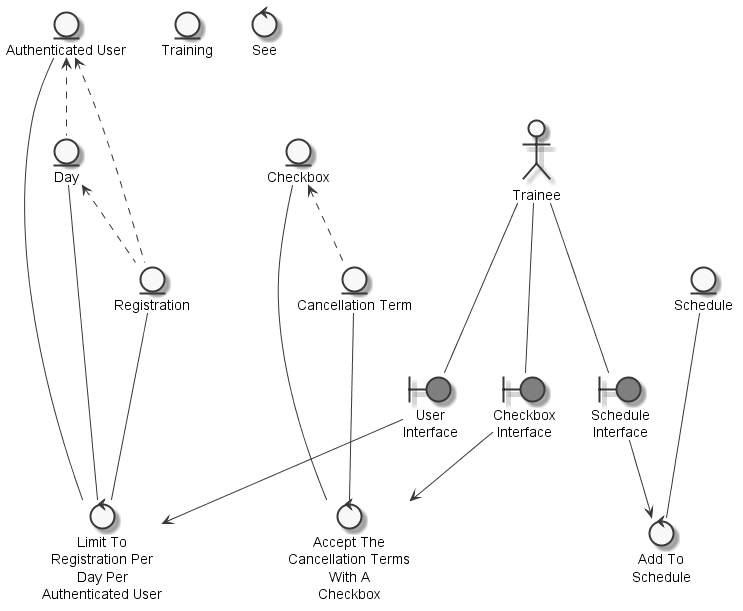 Authenticated User
Training
See
Day
Checkbox
Trainee
Registration
Cancellation Term
Schedule
User
Interface
Checkbox
Interface
Schedule
Interface
Limit To
Registration Per
Day Per
Authenticated User
Accept The
Cancellation Terms
With A
Checkbox
Add To
Schedule